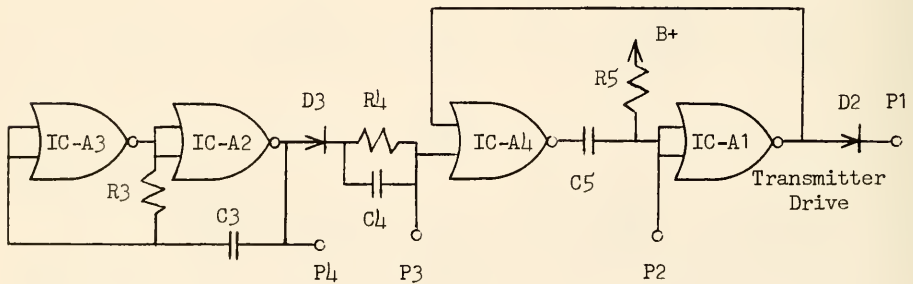 B+
D3
R4
R5
D2
P1
IC-A3
IC-A2
IC-A4
IC-A1
R3
C5
Transmitter
Drive
C3
C4
P4
P3
P2